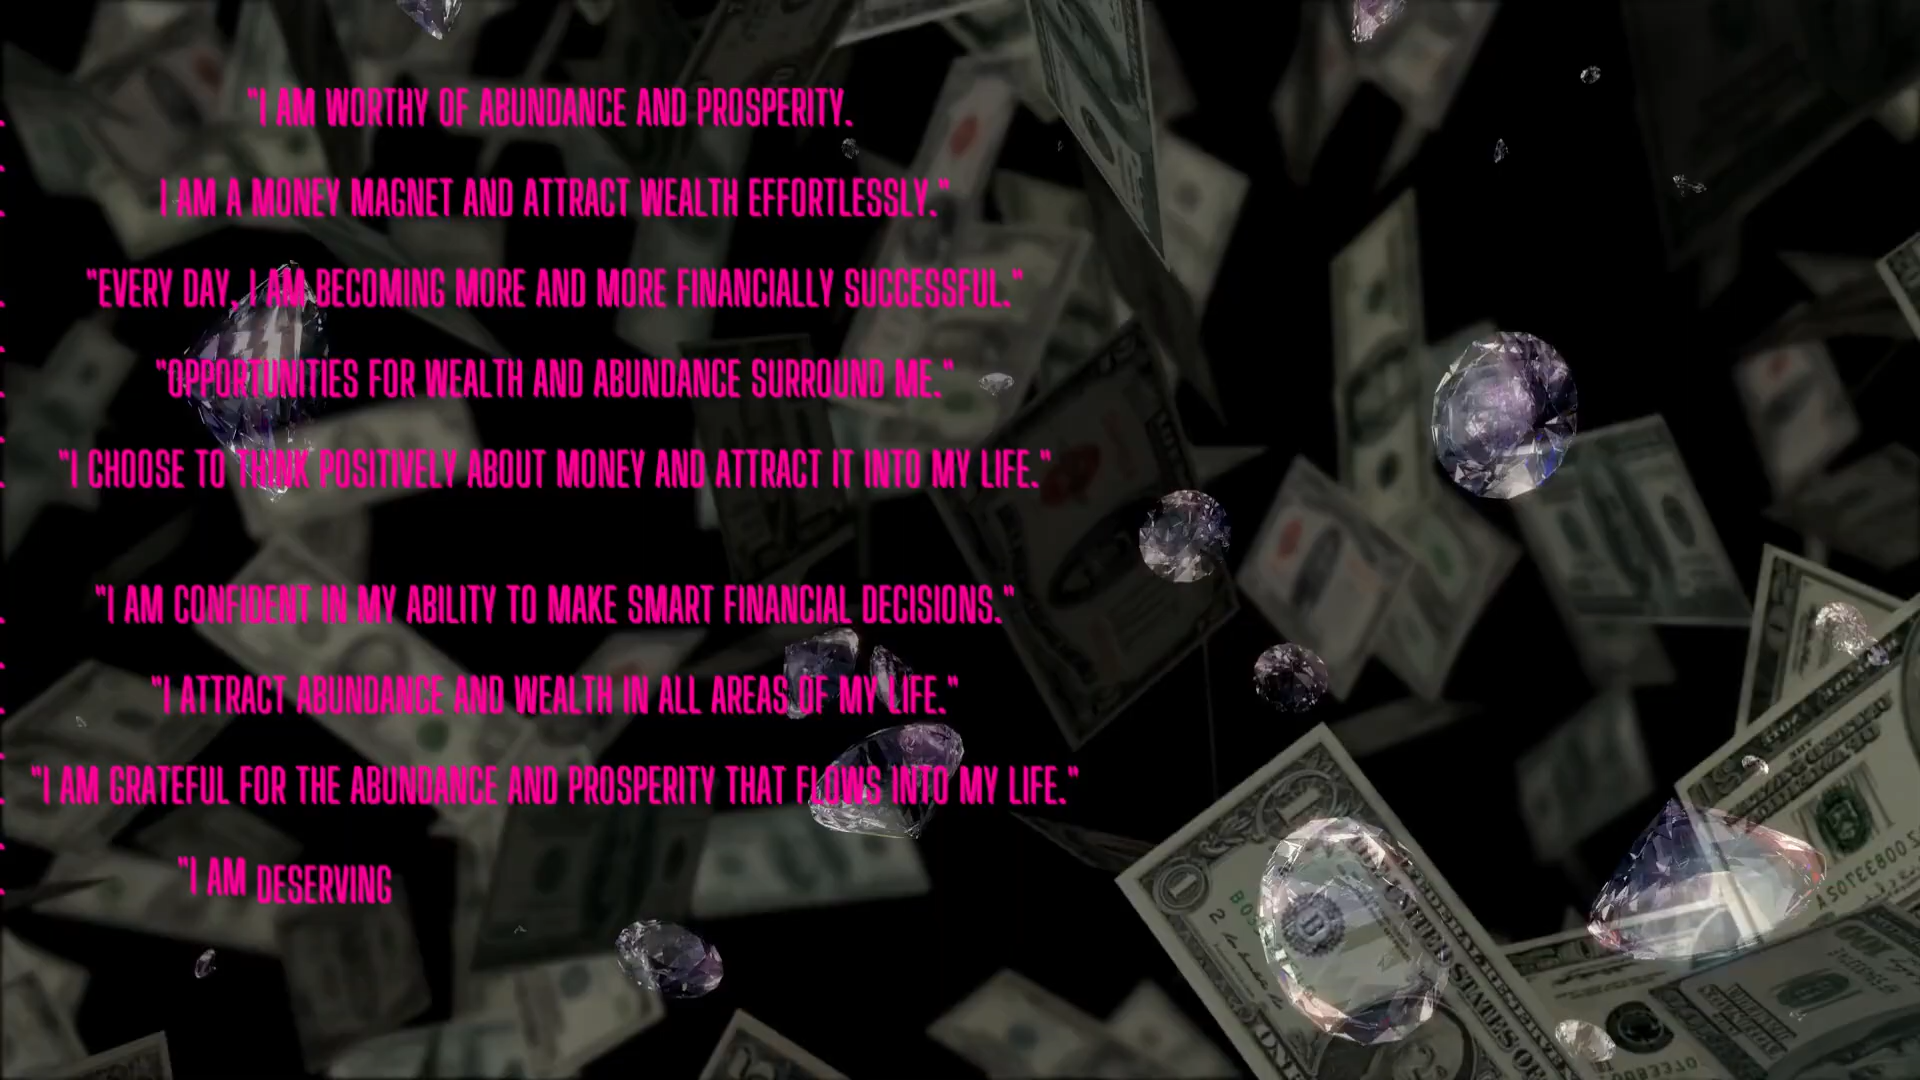 "I AM WORTHY OF ABUNDANCE AND PROSPERITY.
I AM A MONEY MAGNET AND ATTRACT WEALTH EFFORTLESSLY."
"EVERY DAY, I AM BECOMING MORE AND MORE FINANCIALLY SUCCESSFUL."
"OPPORTUNITIES FOR WEALTH AND ABUNDANCE SURROUND ME."
"I CHOOSE TO THINK POSITIVELY ABOUT MONEY AND ATTRACT IT INTO MY LIFE."
"I AM CONFIDENT IN MY ABILITY TO MAKE SMART FINANCIAL DECISIONS."
"I ATTRACT ABUNDANCE AND WEALTH IN ALL AREAS OF MY LIFE."
"I AM GRATEFUL FOR THE ABUNDANCE AND PROSPERITY THAT FLOWS INTO MY LIFE."
"I AM DESERVING